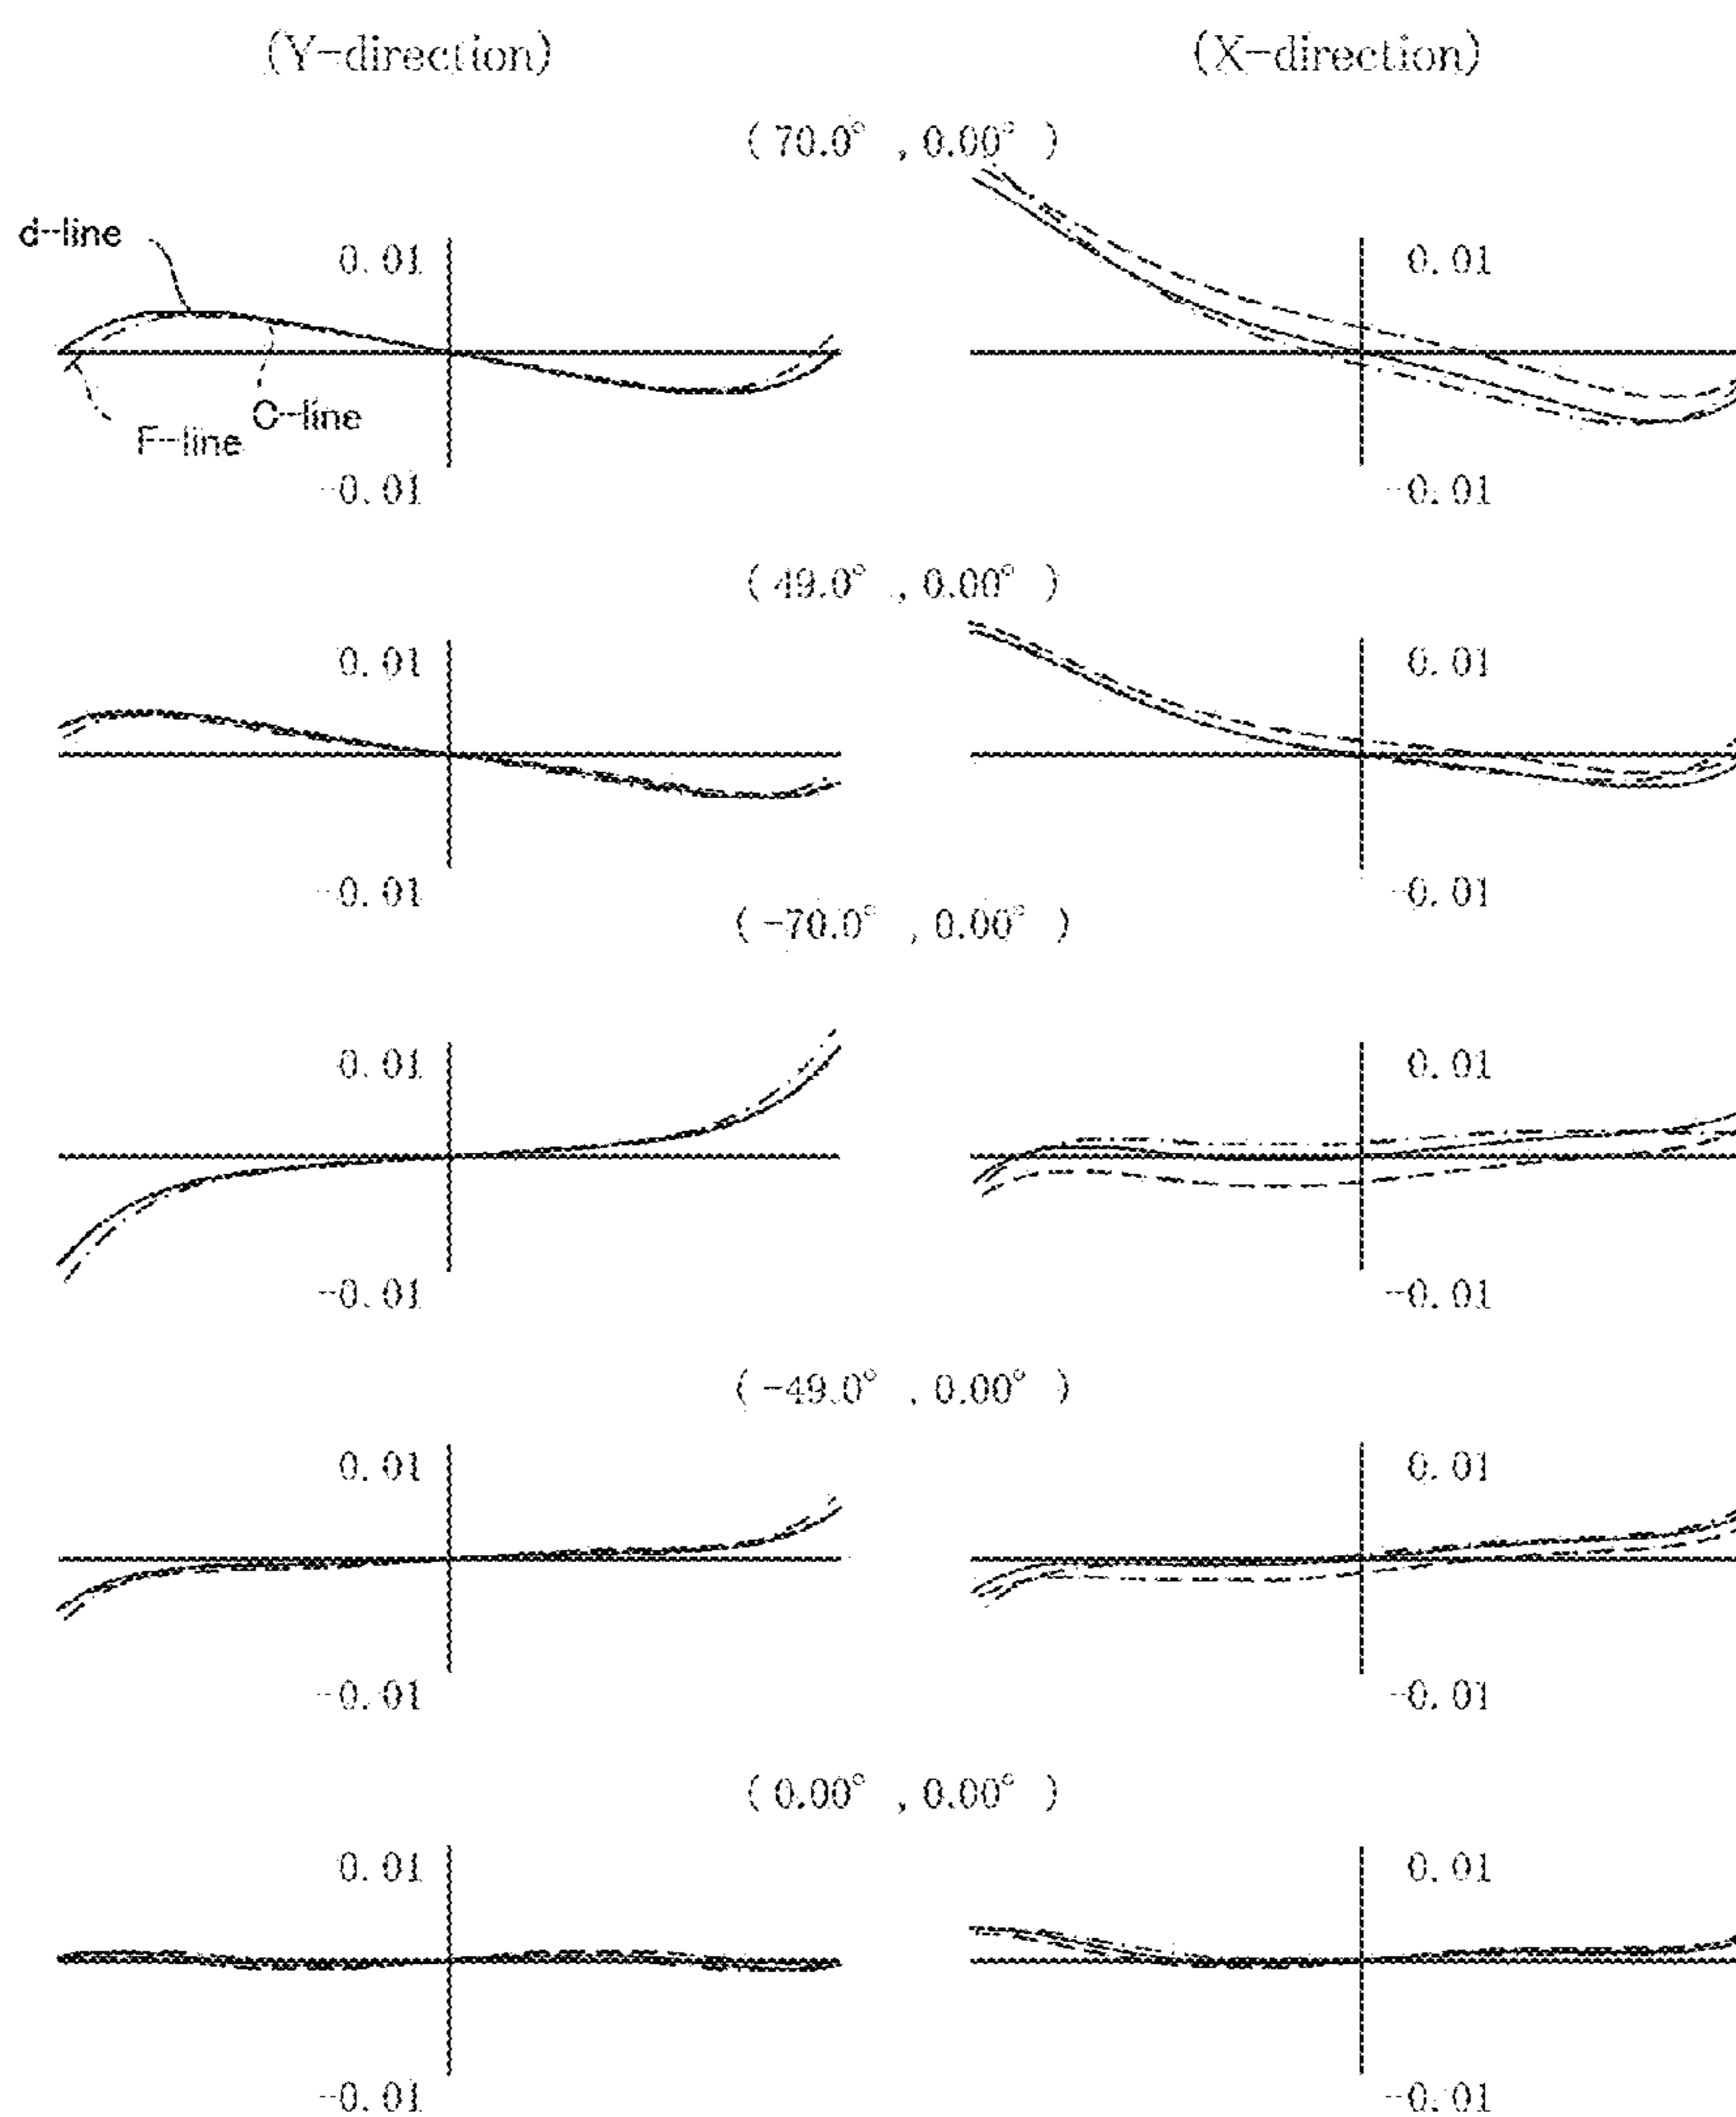 (Y-direction) (X-direction)
( 70.0° , 0.00° )
d-line
0.01 0.01
C-line
F-line
-0.01 -0.01
( 49.0° , 0.00° )
0.01 0.01
-0.01 -0.01
( -70.0° , 0.00° )
0.01 0.01
-0.01 -0.01
( -49.0° , 0.00° )
0.01 0.01
-0.01 -0.01
( 0.00° , 0.00° )
0.01 0.01
-0.01 -0.01